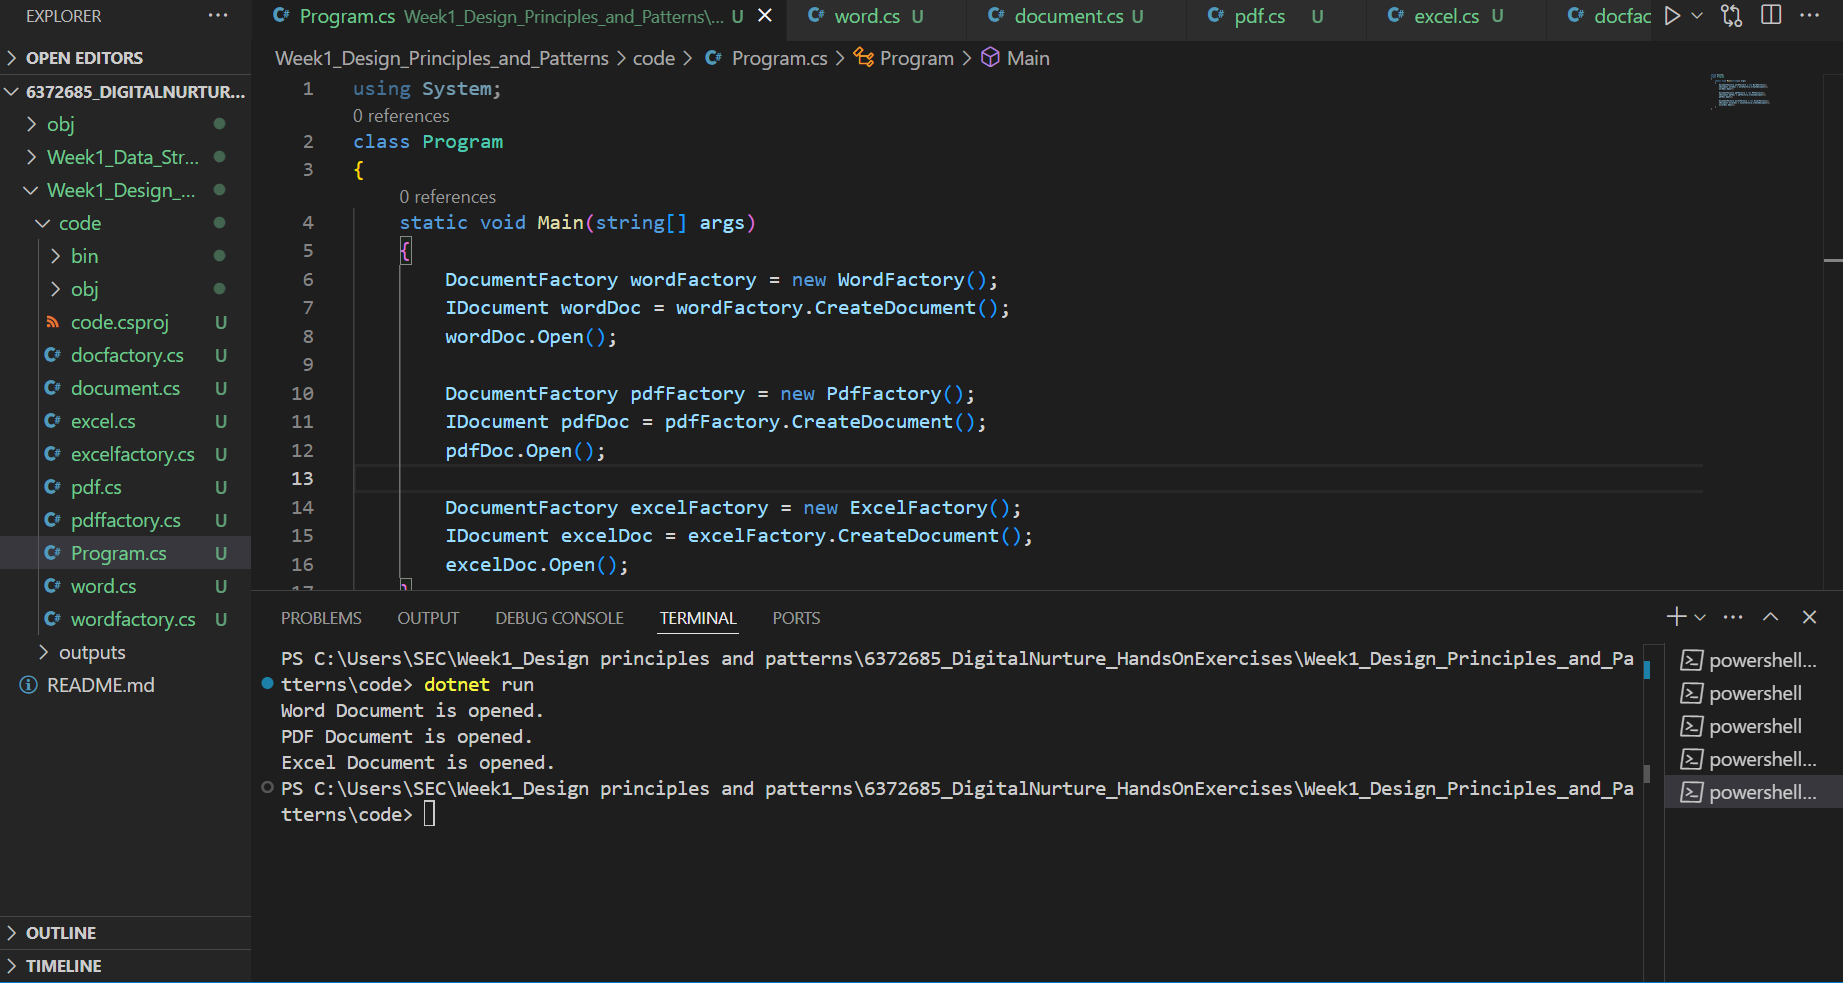 EXPLORER
OPEN EDITORS
6372685_DIGITALNURTUR...
obj
Week1_Data_Str...
Week1_Design_...
code
bin
obj
code.csproj U
docfactory.cs U
document.cs U
excel.cs U
excelfactory.cs U
pdf.cs U
pdffactory.cs U
Program.cs U
word.cs U
wordfactory.cs U
outputs
README.md
OUTLINE
TIMELINE
Program.cs Week1_Design_Principles_and_Patterns\... U
word.cs U
document.cs U
pdf.cs U
excel.cs U
docfac
Week1_Design_Principles_and_Patterns > code > Program.cs > Program > Main
1 using System;
0 references
2 class Program
3 {
0 references
4 static void Main(string[] args)
5 {
6 DocumentFactory wordFactory = new WordFactory();
7 IDocument wordDoc = wordFactory.CreateDocument();
8 wordDoc.Open();
9
10 DocumentFactory pdfFactory = new PdfFactory();
11 IDocument pdfDoc = pdfFactory.CreateDocument();
12 pdfDoc.Open();
13
14 DocumentFactory excelFactory = new ExcelFactory();
15 IDocument excelDoc = excelFactory.CreateDocument();
16 excelDoc.Open();
17 }
PROBLEMS OUTPUT DEBUG CONSOLE TERMINAL PORTS
PS C:\Users\SEC\Week1_Design principles and patterns\6372685_DigitalNurture_HandsOnExercises\Week1_Design_Principles_and_Pa
tterns\code> dotnet run
Word Document is opened.
PDF Document is opened.
Excel Document is opened.
PS C:\Users\SEC\Week1_Design principles and patterns\6372685_DigitalNurture_HandsOnExercises\Week1_Design_Principles_and_Pa
tterns\code>
powershell...
powershell
powershell
powershell...
powershell...